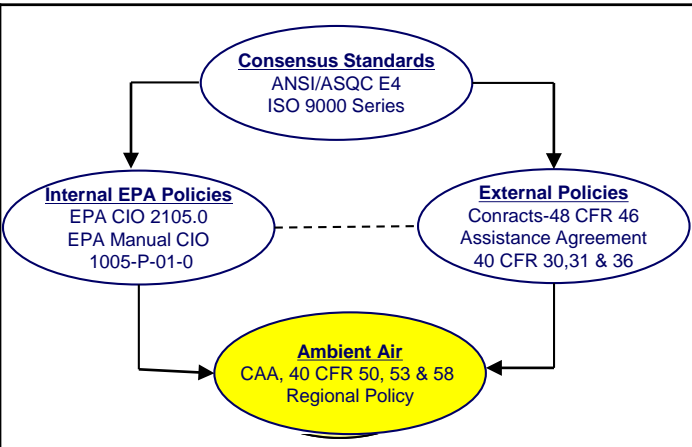 Consensus Standards
ANSI/ASQC E4
ISO 9000 Series
Internal EPA Policies
EPA CIO 2105.0
EPA Manual CIO
1005-P-01-0
External Policies
Conracts-48 CFR 46
Assistance Agreement
40 CFR 30,31 & 36
Ambient Air
CAA, 40 CFR 50, 53 & 58
Regional Policy